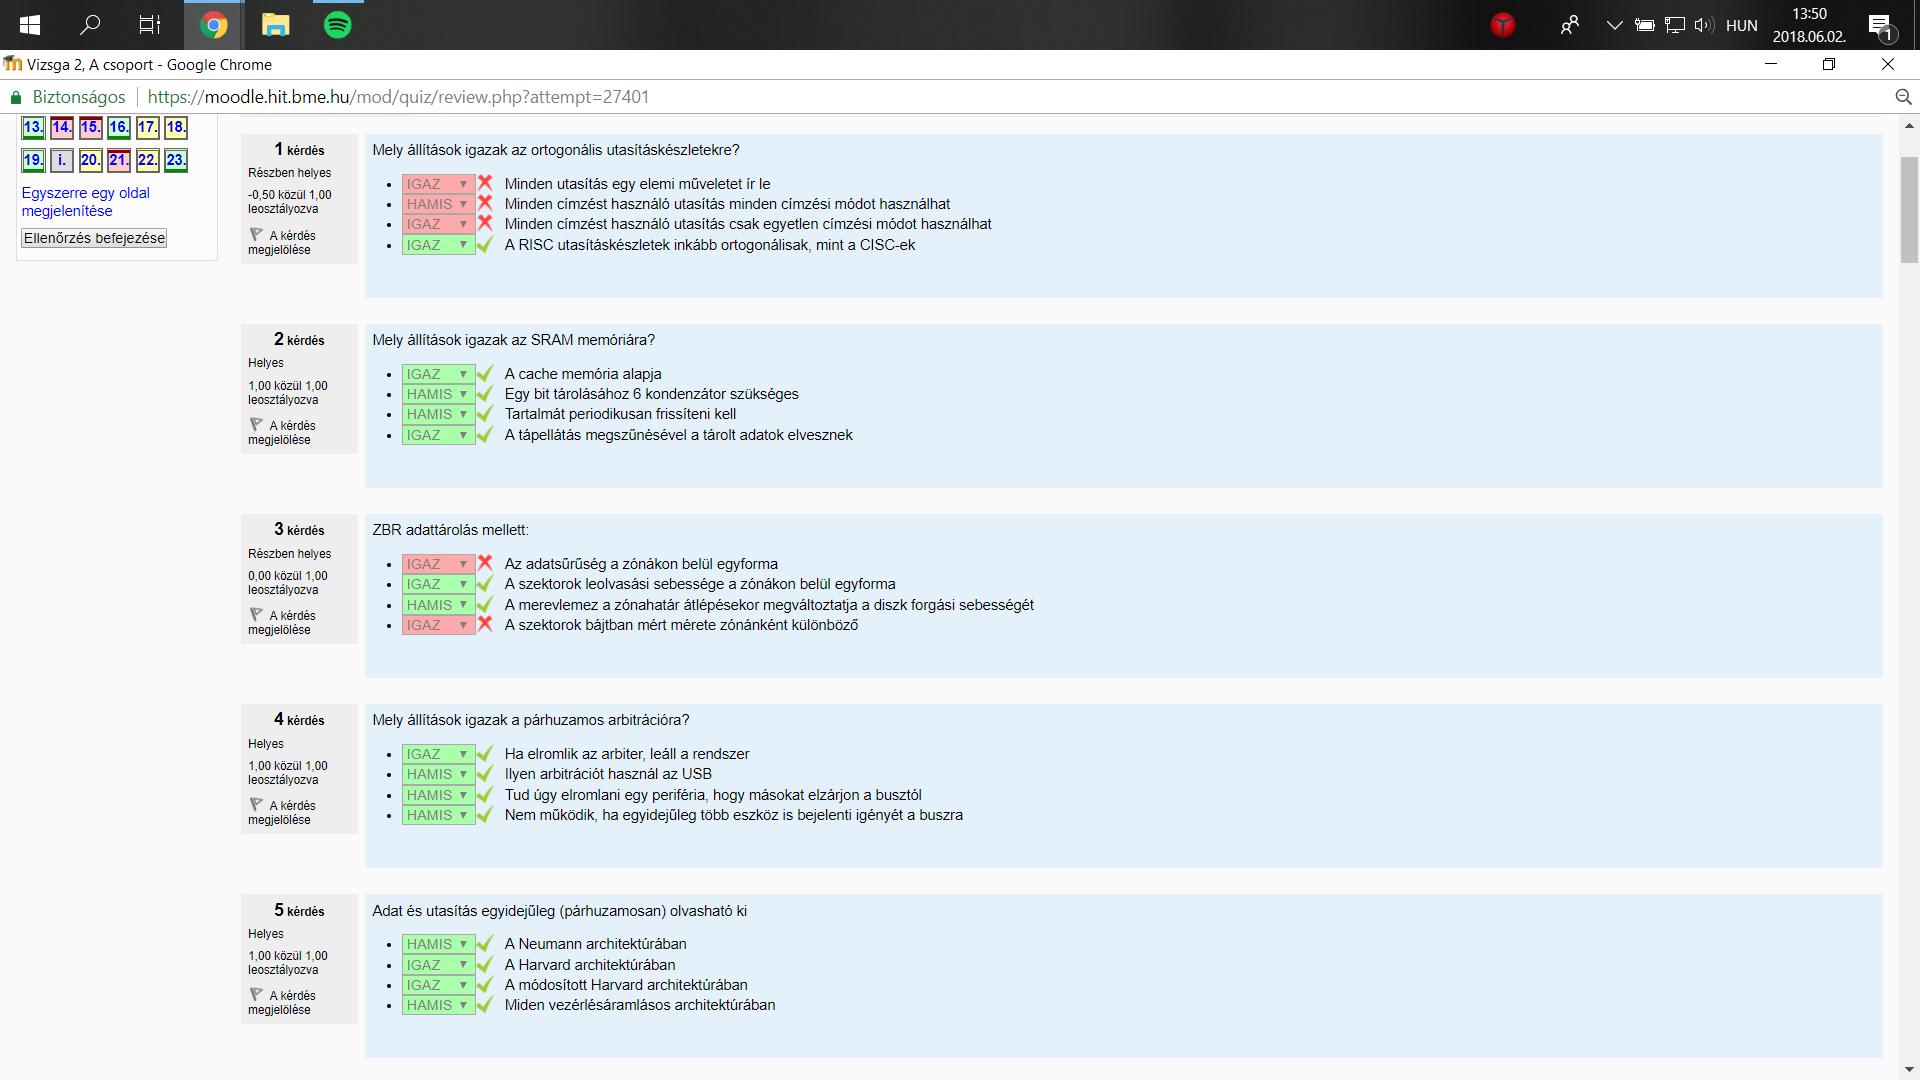 HUN
13:50
2018.06.02.
1
Vizsga 2, A csoport - Google Chrome
Biztonságos
https://moodle.hit.bme.hu/mod/quiz/review.php?attempt=27401
13. 14. 15. 16. 17. 18.
19. i. 20. 21. 22. 23.
Egyszerre egy oldal
megjelenítése
Ellenőrzés befejezése
1 kérdés
Részben helyes
-0,50 közül 1,00
leosztályozva
A kérdés
megjelölése
Mely állítások igazak az ortogonális utasításkészletekre?
IGAZ Minden utasítás egy elemi műveletet ír le
HAMIS Minden címzést használó utasítás minden címzési módot használhat
IGAZ Minden címzést használó utasítás csak egyetlen címzési módot használhat
IGAZ A RISC utasításkészletek inkább ortogonálisak, mint a CISC-ek
2 kérdés
Helyes
1,00 közül 1,00
leosztályozva
A kérdés
megjelölése
Mely állítások igazak az SRAM memóriára?
IGAZ A cache memória alapja
HAMIS Egy bit tárolásához 6 kondenzátor szükséges
HAMIS Tartalmát periodikusan frissíteni kell
IGAZ A tápellátás megszűnésével a tárolt adatok elvesznek
3 kérdés
Részben helyes
0,00 közül 1,00
leosztályozva
A kérdés
megjelölése
ZBR adattárolás mellett:
IGAZ Az adatsűrűség a zónákon belül egyforma
IGAZ A szektorok leolvasási sebessége a zónákon belül egyforma
HAMIS A merevlemez a zónahatár átlépésekor megváltoztatja a diszk forgási sebességét
IGAZ A szektorok bájtban mért mérete zónánként különböző
4 kérdés
Helyes
1,00 közül 1,00
leosztályozva
A kérdés
megjelölése
Mely állítások igazak a párhuzamos arbitrációra?
IGAZ Ha elromlik az arbiter, leáll a rendszer
HAMIS Ilyen arbitrációt használ az USB
HAMIS Tud úgy elromlani egy periféria, hogy másokat elzárjon a busztól
HAMIS Nem működik, ha egyidejűleg több eszköz is bejelenti igényét a buszra
5 kérdés
Helyes
1,00 közül 1,00
leosztályozva
A kérdés
megjelölése
Adat és utasítás egyidejűleg (párhuzamosan) olvasható ki
HAMIS A Neumann architektúrában
IGAZ A Harvard architektúrában
IGAZ A módosított Harvard architektúrában
HAMIS Miden vezérlésáramlásos architektúrában